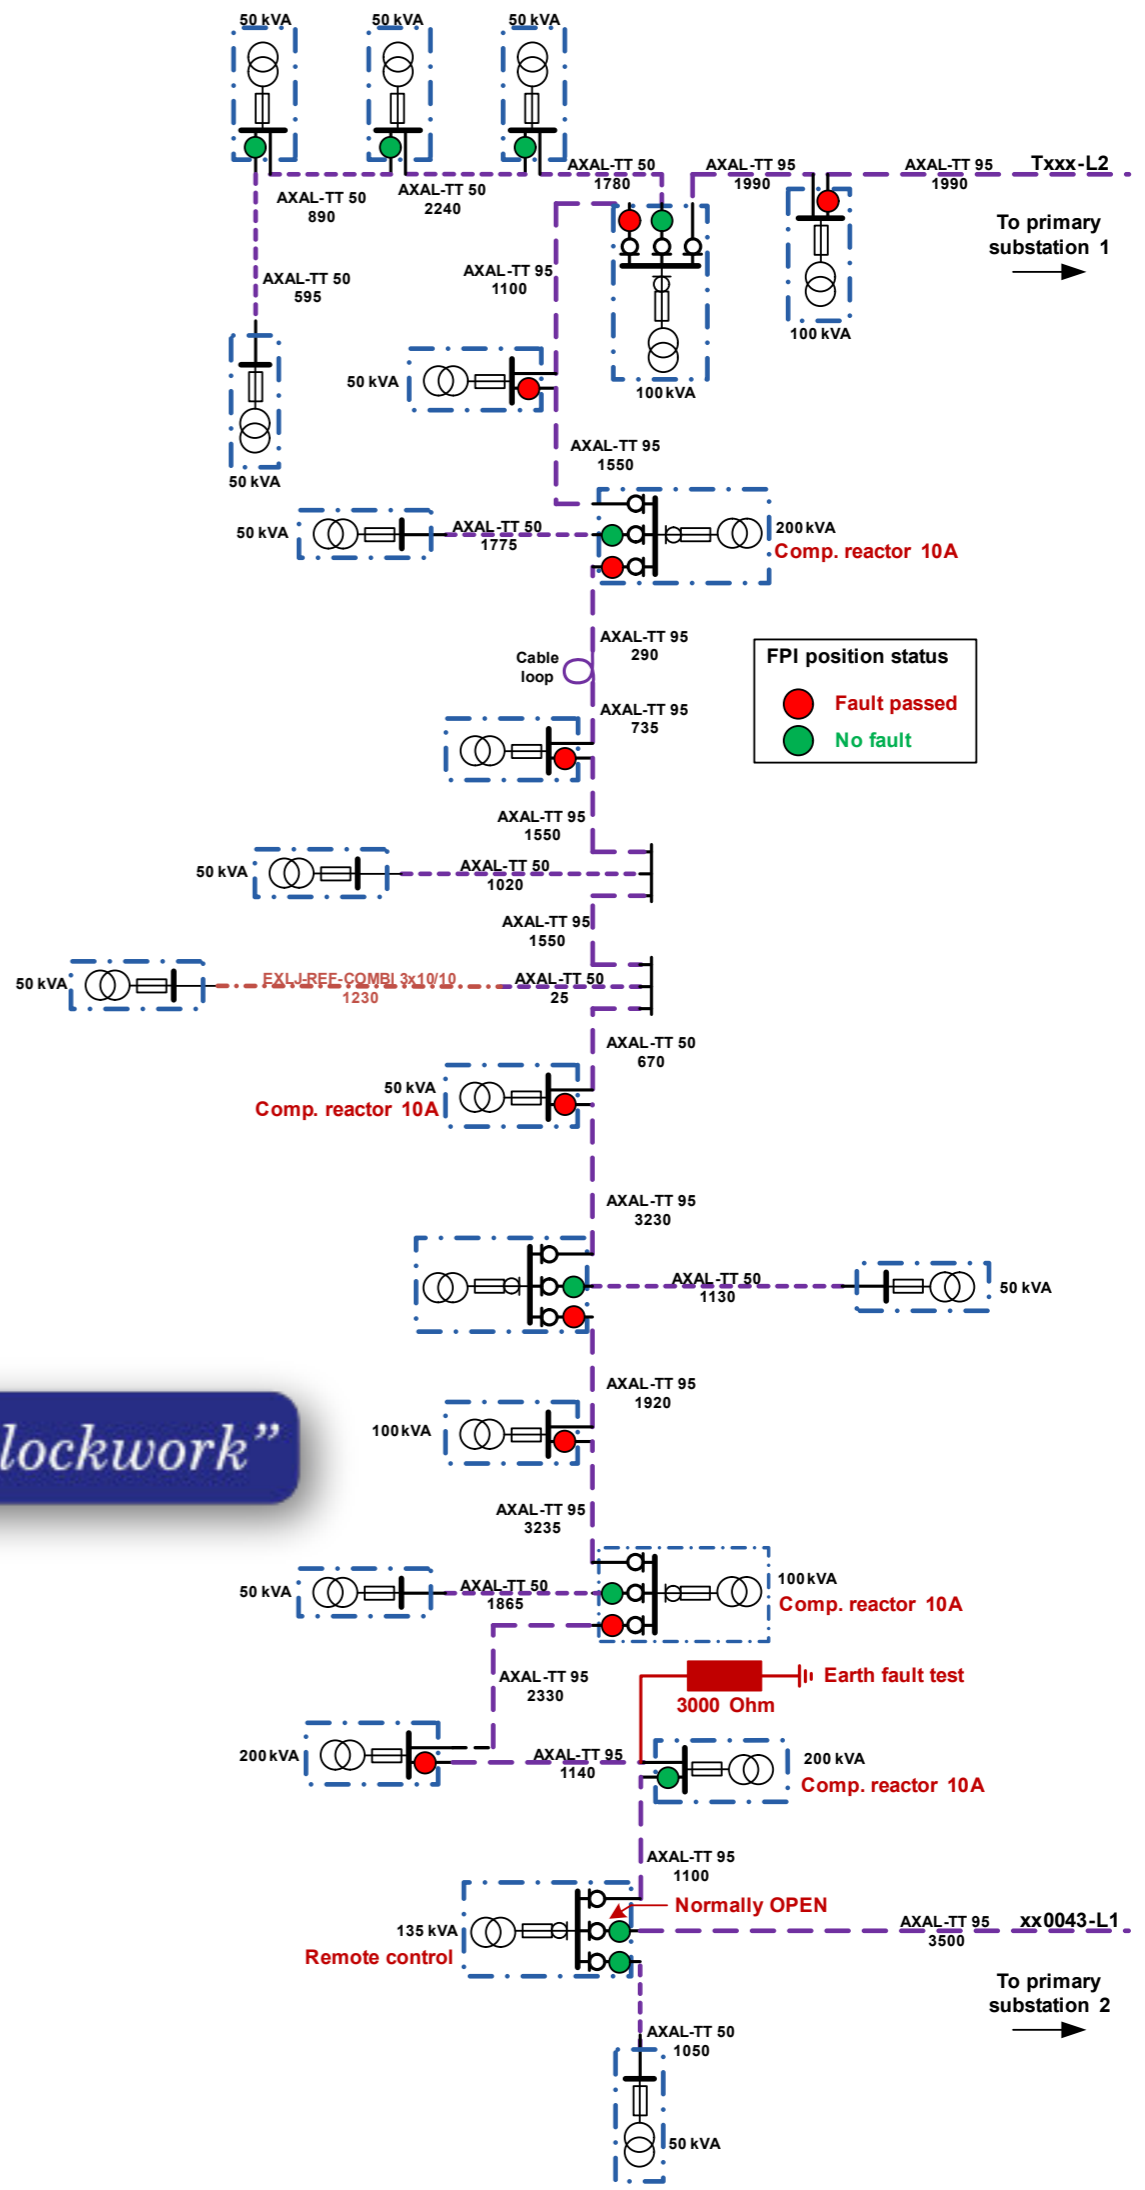 50 kVA
50 kVA
50 kVA
AXAL-TT 50
1780
AXAL-TT 95
1990
AXAL-TT 95
1990
Txxx-L2
AXAL-TT 50
890
AXAL-TT 50
2240
To primary
substation 1
AXAL-TT 50
595
AXAL-TT 95
1100
100 kVA
50 kVA
100 kVA
50 kVA
AXAL-TT 95
1550
50 kVA
AXAL-TT 50
1775
200 kVA
Comp. reactor 10A
AXAL-TT 95
290
Cable
loop
FPI position status
Fault passed
No fault
AXAL-TT 95
735
AXAL-TT 95
1550
50 kVA
AXAL-TT 50
1020
AXAL-TT 95
1550
50 kVA
EXLJ-REE-COMBI 3x10/10
1230
AXAL-TT 50
25
AXAL-TT 50
670
50 kVA
Comp. reactor 10A
AXAL-TT 95
3230
AXAL-TT 50
1130
50 kVA
AXAL-TT 95
1920
lockwork”
100 kVA
AXAL-TT 95
3235
50 kVA
AXAL-TT 50
1865
100 kVA
Comp. reactor 10A
AXAL-TT 95
2330
Earth fault test
3000 Ohm
200 kVA
AXAL-TT 95
1140
200 kVA
Comp. reactor 10A
AXAL-TT 95
1100
Normally OPEN
135 kVA
Remote control
AXAL-TT 95
3500
xx0043-L1
To primary
substation 2
AXAL-TT 50
1050
50 kVA